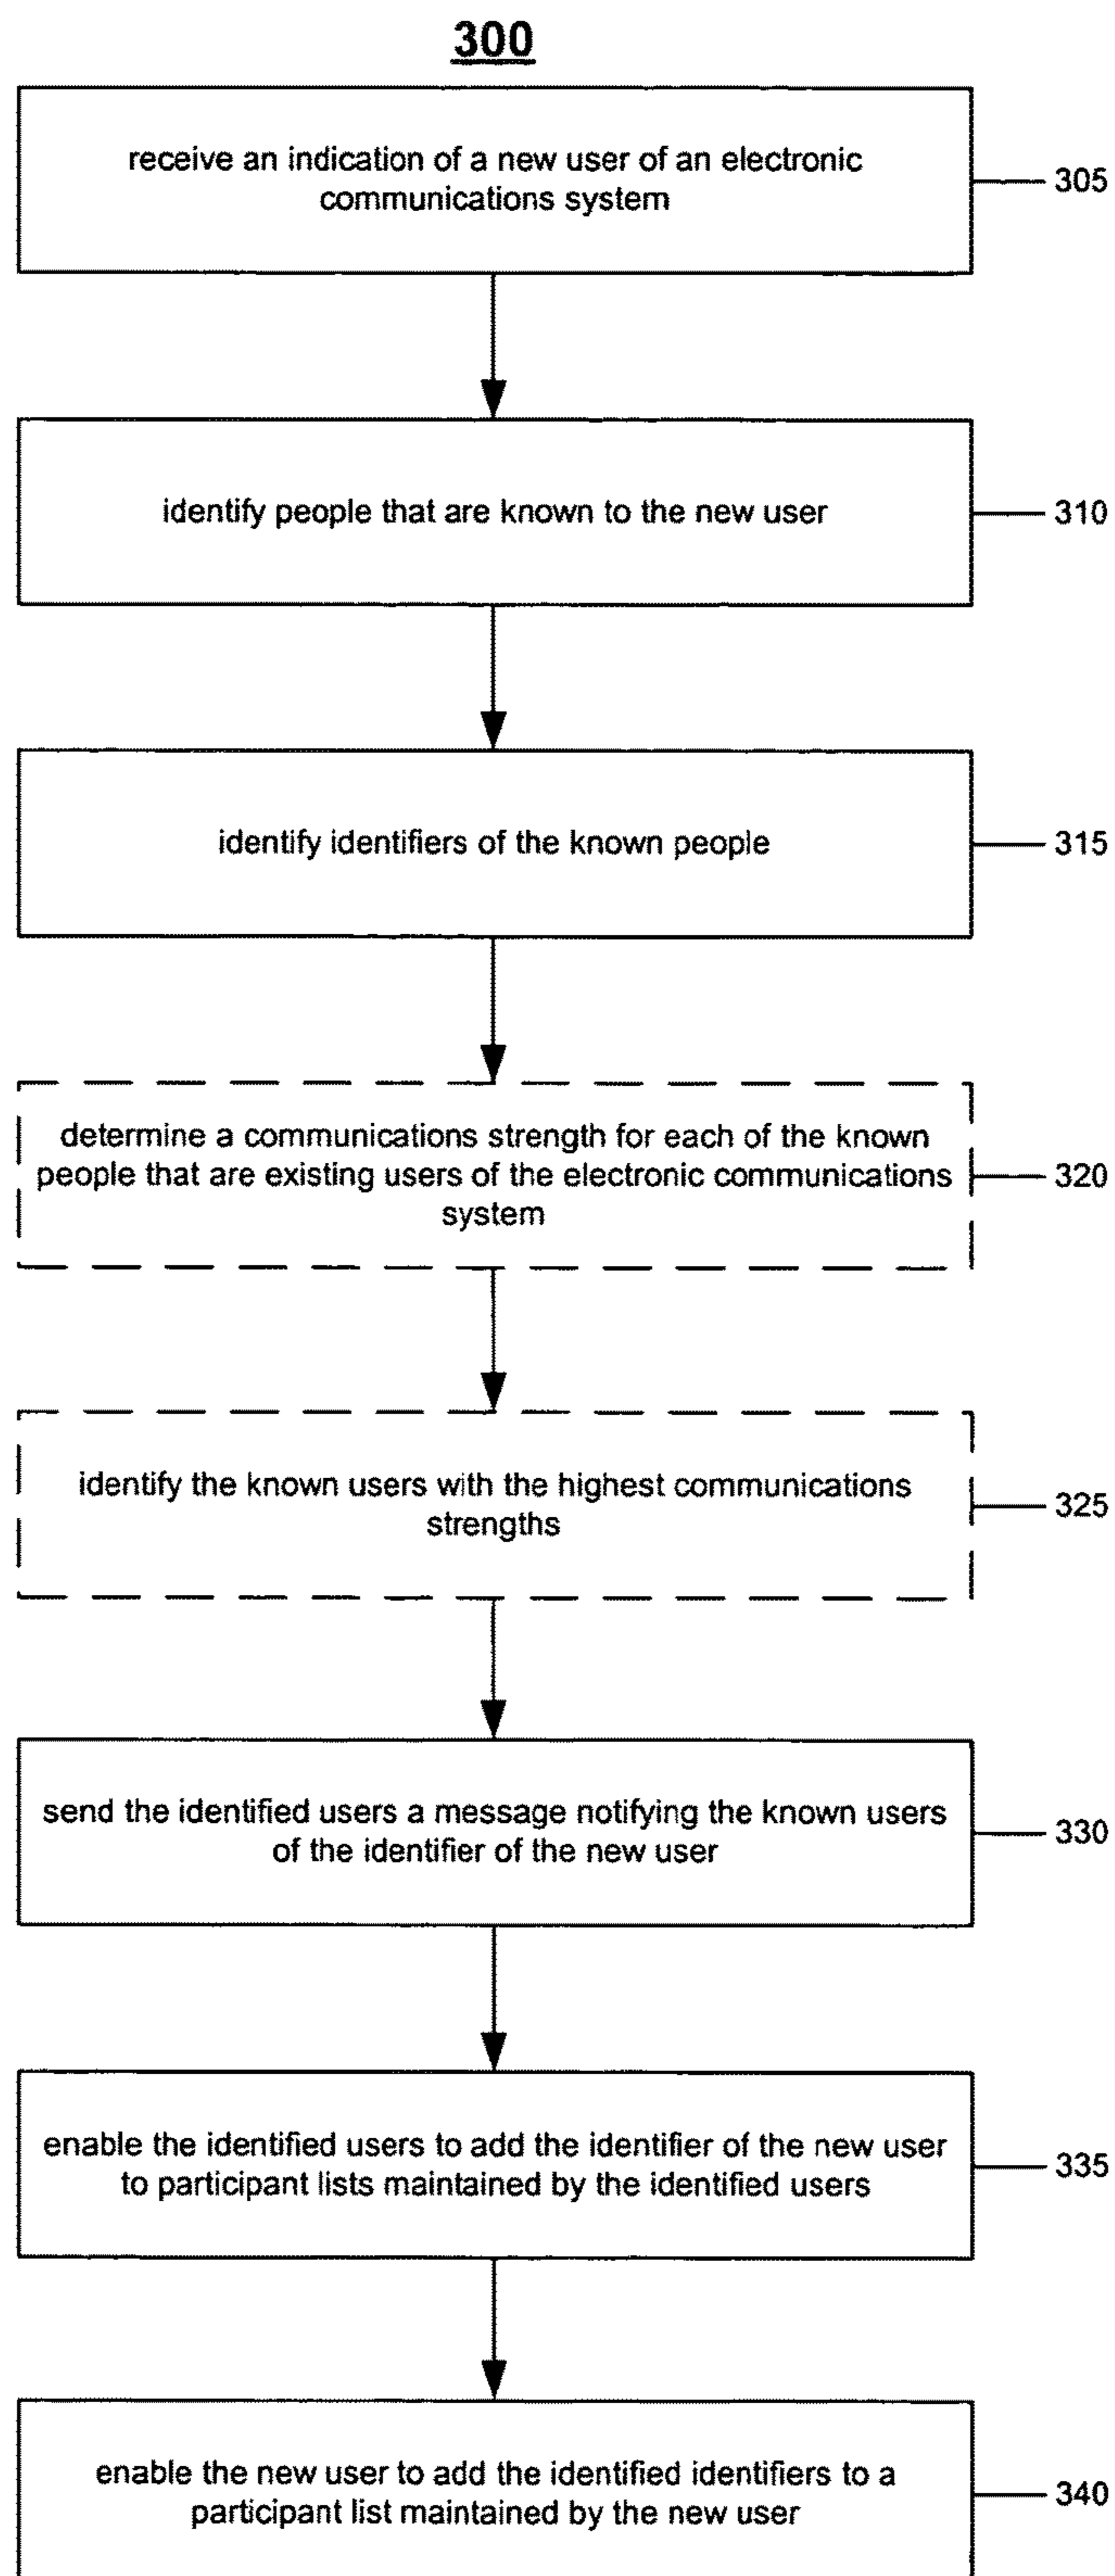 300
receive an indication of a new user of an electronic
communications system
305
identify people that are known to the new user
310
identify identifiers of the known people
315
determine a communications strength for each of the known
people that are existing users of the electronic communications
system
320
identify the known users with the highest communications
strengths
325
send the identified users a message notifying the known users
of the identifier of the new user
330
enable the identified users to add the identifier of the new user
to participant lists maintained by the identified users
335
enable the new user to add the identified identifiers to a
participant list maintained by the new user
340